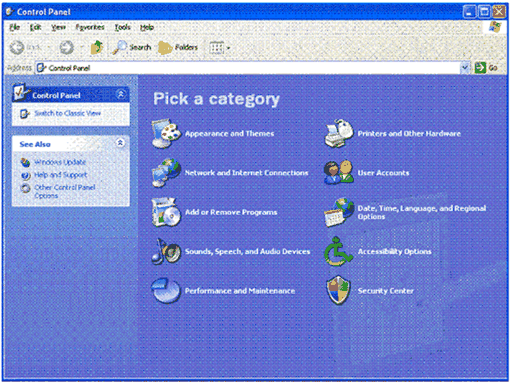 Control Panel
File Edit View Favorites Tools Help
Back Search Folders
Address Control Panel Go
Control Panel
Switch to Classic View
See Also
Windows Update
Help and Support
Other Control Panel
Options
Pick a category
Appearance and Themes
Printers and Other Hardware
Network and Internet Connections
User Accounts
Add or Remove Programs
Date, Time, Language, and Regional
Options
Sounds, Speech, and Audio Devices
Accessibility Options
Performance and Maintenance
Security Center